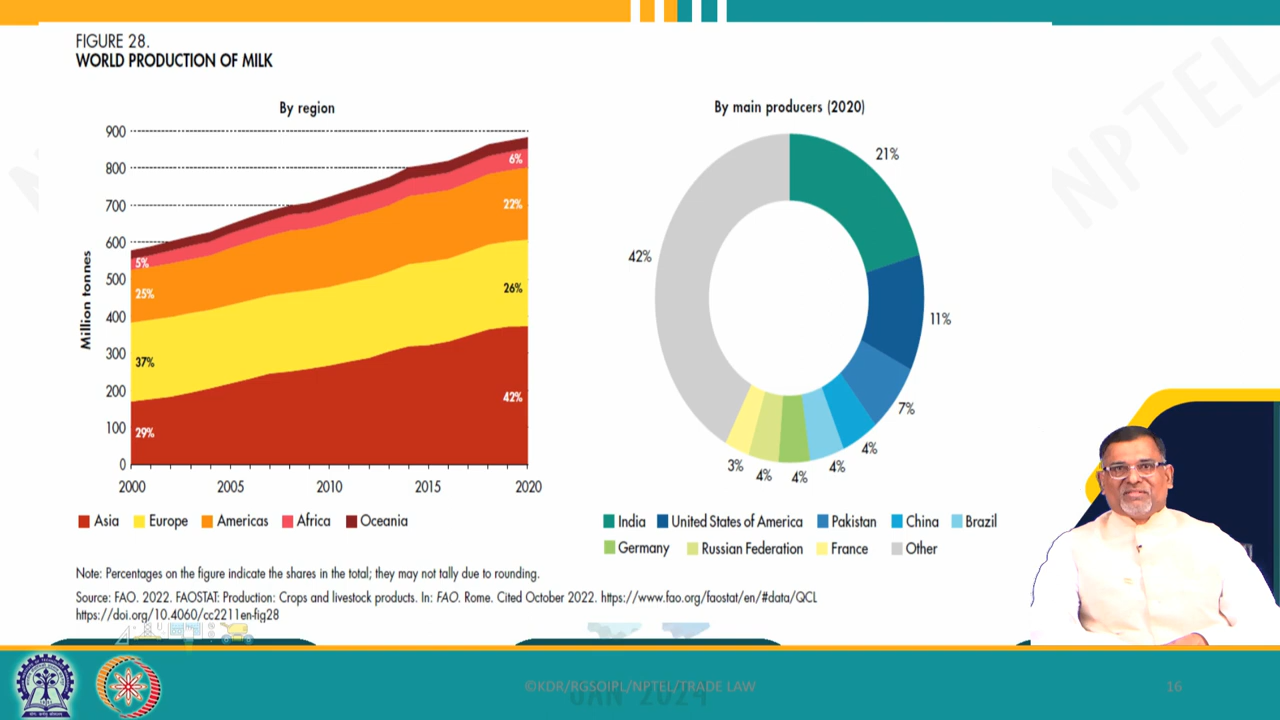 FIGURE 28.
WORLD PRODUCTION OF MILK
By region
900
800
700
600
500
400
300
200
100
0
Million tonnes
5%
25%
37%
29%
6%
22%
26%
42%
2000 2005 2010 2015 2020
Asia Europe Americas Africa Oceania
By main producers (2020)
21%
11%
7%
4%
4%
4%
4%
3%
42%
India United States of America Pakistan China Brazil
Germany Russian Federation France Other
Note: Percentages on the figure indicate the shares in the total; they may not tally due to rounding.
Source: FAO. 2022. FAOSTAT: Production: Crops and livestock products. In: FAO. Rome. Cited October 2022. https://www.fao.org/faostat/en/#data/QCL
https://doi.org/10.4060/cc2211en-fig28
NPTEL
©KDR/RGSOIPL/NPTEL/TRADE LAW
JAN 2024
16